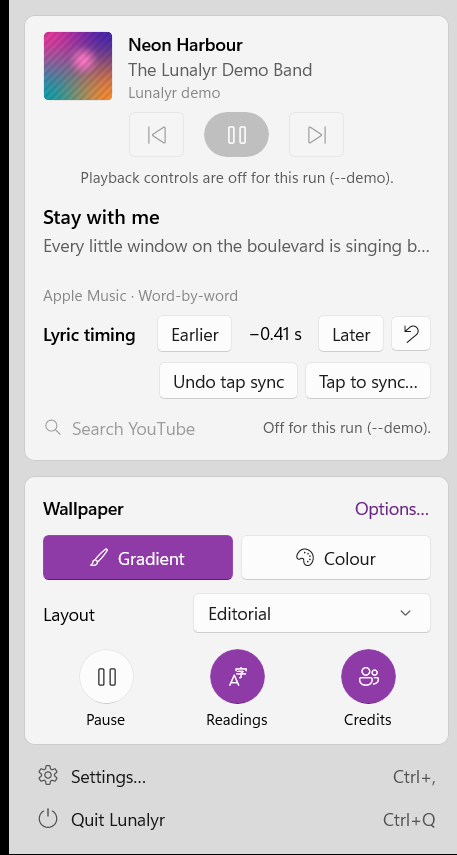 Neon Harbour
The Lunalyr Demo Band
Lunalyr demo
Playback controls are off for this run (--demo).
Stay with me
Every little window on the boulevard is singing b...
Apple Music · Word-by-word
Lyric timing Earlier −0.41 s Later
Undo tap sync Tap to sync...
Search YouTube Off for this run (--demo).
Wallpaper Options...
Gradient Colour
Layout Editorial
Pause Readings Credits
Settings... Ctrl+,
Quit Lunalyr Ctrl+Q